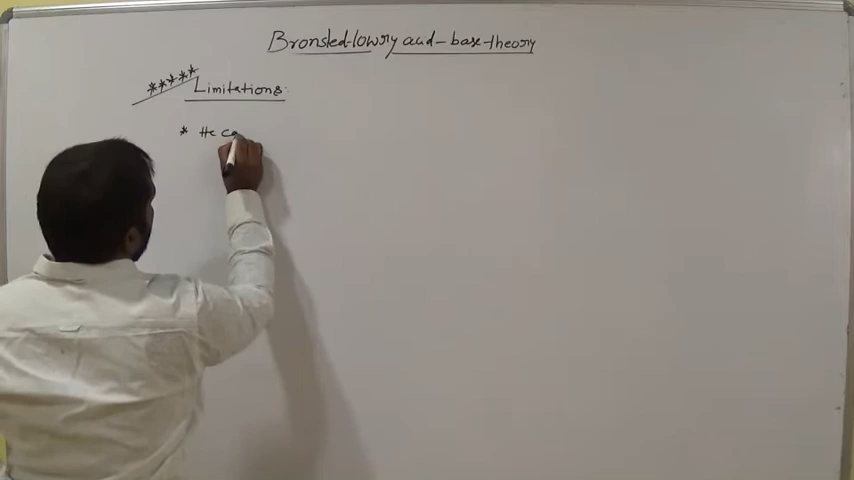 Bronsted-lowry acid-base-theory
***** Limitations:
* He